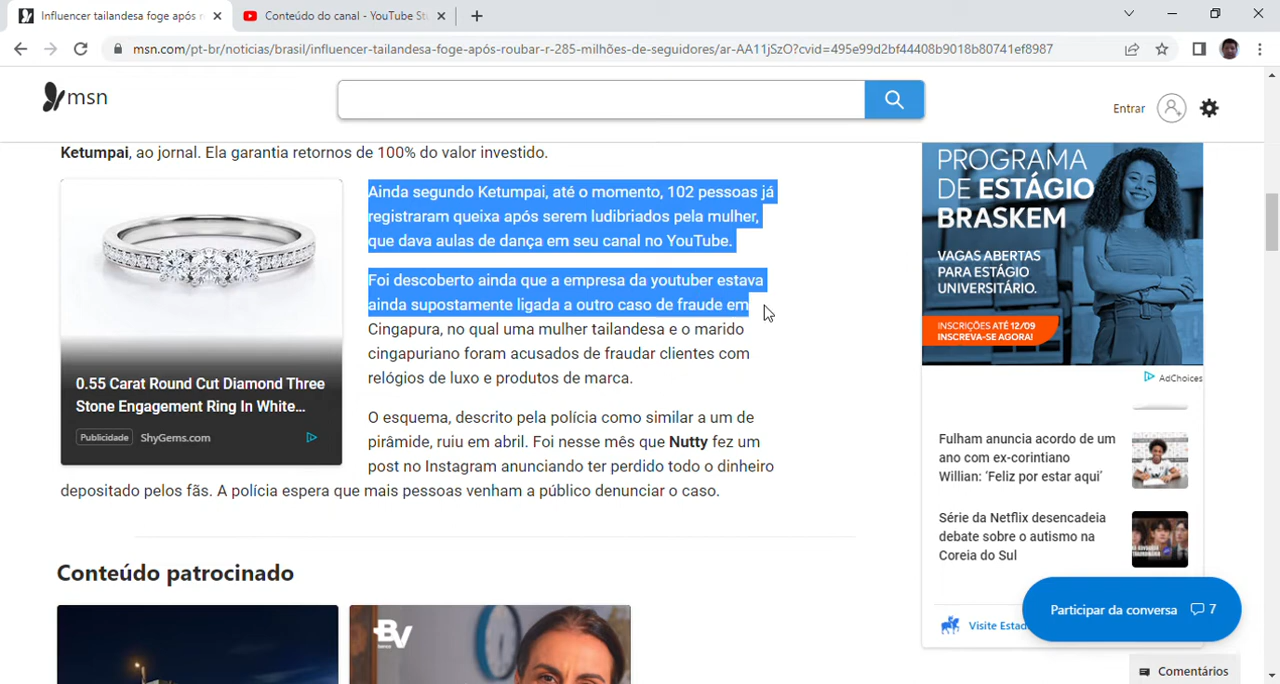 Influencer tailandesa foge após r
Conteúdo do canal - YouTube St
msn.com/pt-br/noticias/brasil/influencer-tailandesa-foge-após-roubar-r-285-milhões-de-seguidores/ar-AA11jSzO?cvid=495e99d2bf44408b9018b80741ef8987
msn
Entrar
Ketumpai, ao jornal. Ela garantia retornos de 100% do valor investido.
Ainda segundo Ketumpai, até o momento, 102 pessoas já
registraram queixa após serem ludibriados pela mulher,
que dava aulas de dança em seu canal no YouTube.
Foi descoberto ainda que a empresa da youtuber estava
ainda supostamente ligada a outro caso de fraude em
Cingapura, no qual uma mulher tailandesa e o marido
cingapuriano foram acusados de fraudar clientes com
relógios de luxo e produtos de marca.
O esquema, descrito pela polícia como similar a um de
pirâmide, ruiu em abril. Foi nesse mês que Nutty fez um
post no Instagram anunciando ter perdido todo o dinheiro
depositado pelos fãs. A polícia espera que mais pessoas venham a público denunciar o caso.
0.55 Carat Round Cut Diamond Three
Stone Engagement Ring In White...
Publicidade
ShyGems.com
Conteúdo patrocinado
BV
banco
PROGRAMA
DE ESTÁGIO
BRASKEM
VAGAS ABERTAS
PARA ESTÁGIO
UNIVERSITÁRIO.
INSCRIÇÕES ATÉ 12/09
INSCREVA-SE AGORA!
AdChoices
Fulham anuncia acordo de um
ano com ex-corintiano
Willian: ‘Feliz por estar aqui’
Série da Netflix desencadeia
debate sobre o autismo na
Coreia do Sul
Visite Estad
Participar da conversa 7
Comentários